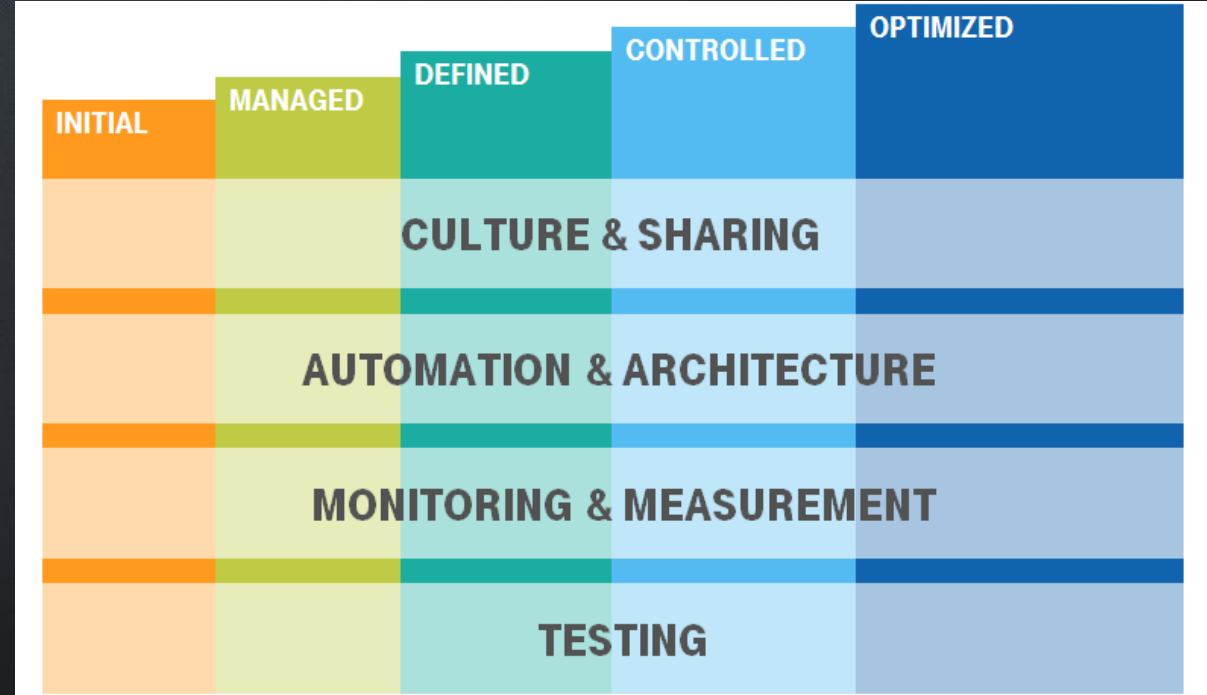 INITIAL
MANAGED
DEFINED
CONTROLLED
OPTIMIZED
CULTURE & SHARING
AUTOMATION & ARCHITECTURE
MONITORING & MEASUREMENT
TESTING